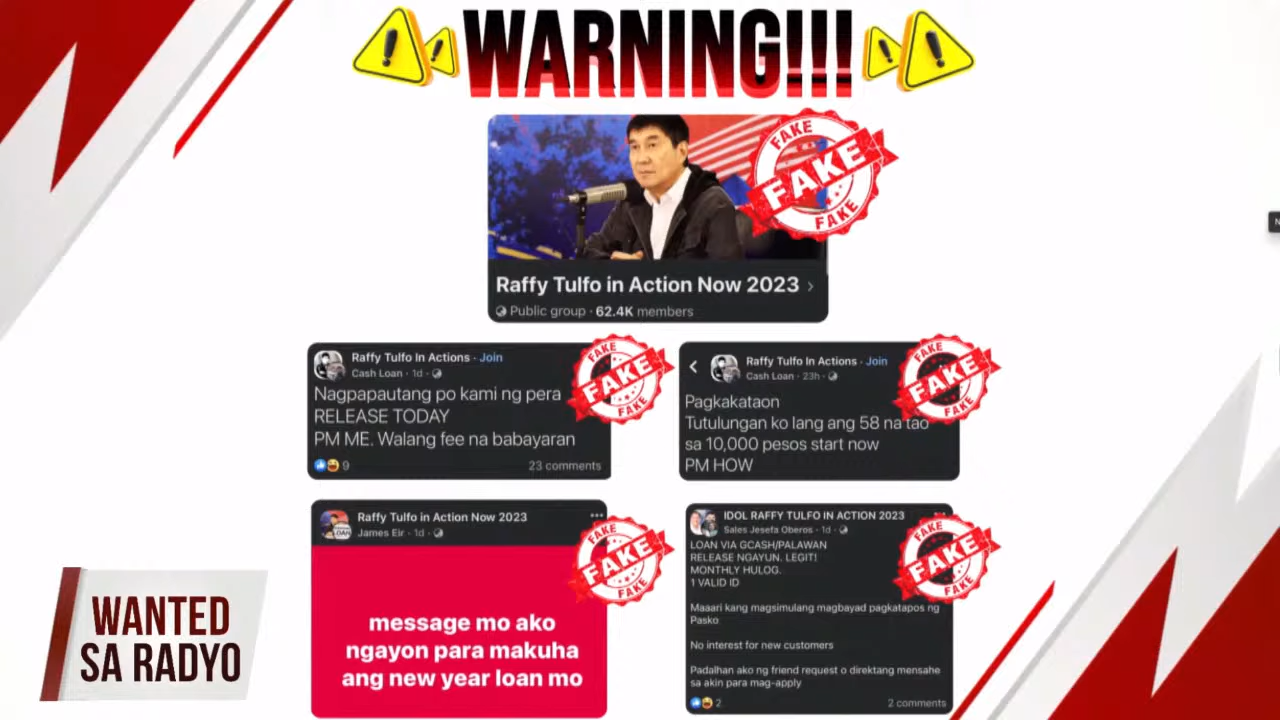 WARNING!!!
FAKE
FAKE
FAKE
Raffy Tulfo in Action Now 2023
Public group · 62.4K members
Raffy Tulfo In Actions · Join
Cash Loan · 1d ·
Nagpapautang po kami ng pera
RELEASE TODAY
PM ME. Walang fee na babayaran
9
23 comments
FAKE
FAKE
FAKE
Raffy Tulfo In Actions · Join
Cash Loan · 23h ·
Pagkakataon
Tutulungan ko lang ang 58 na tao
sa 10,000 pesos start now
PM HOW
FAKE
FAKE
FAKE
Raffy Tulfo in Action Now 2023
James Eir · 1d ·
message mo ako
ngayon para makuha
ang new year loan mo
FAKE
FAKE
FAKE
IDOL RAFFY TULFO IN ACTION 2023
Sales Jesefa Oberos · 1d ·
LOAN VIA GCASH/PALAWAN
RELEASE NGAYUN. LEGIT!
MONTHLY HULOG.
1 VALID ID
Maaari kang magsimulang magbayad pagkatapos ng
Pasko
No interest for new customers
Padalhan ako ng friend request o direktang mensahe
sa akin para mag-apply
2
2 comments
FAKE
FAKE
FAKE
WANTED
SA RADYO